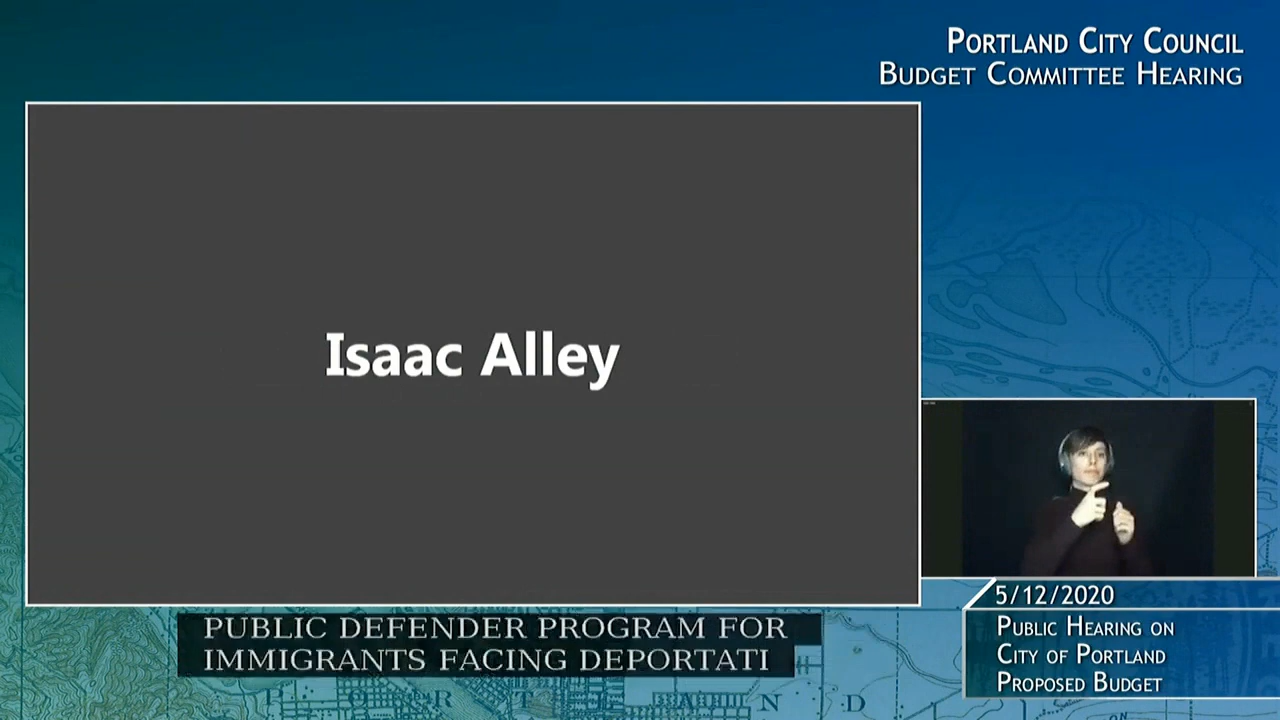 PORTLAND CITY COUNCIL
BUDGET COMMITTEE HEARING
Isaac Alley
5/12/2020
PUBLIC HEARING ON
CITY OF PORTLAND
PROPOSED BUDGET
PUBLIC DEFENDER PROGRAM FOR
IMMIGRANTS FACING DEPORTATI